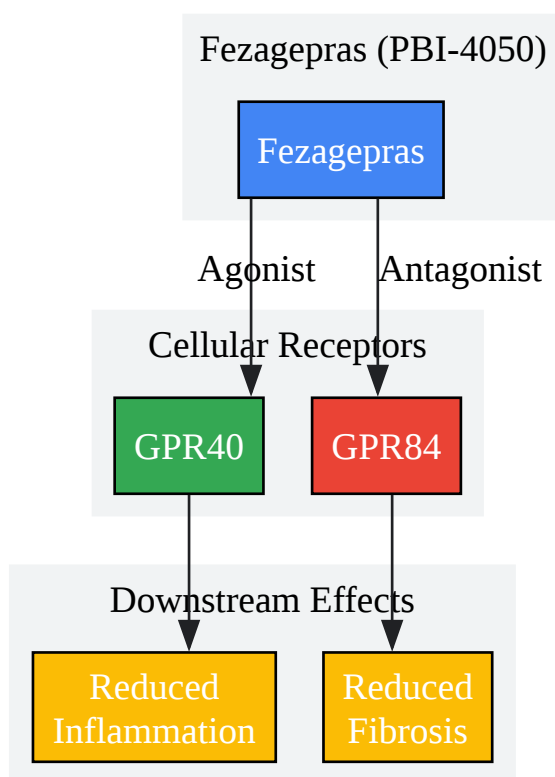 Fezagepras (PBI-4050)
Fezagepras
Agonist
Antagonist
Cellular Receptors
GPR40
GPR84
Downstream Effects
Reduced
Inflammation
Reduced
Fibrosis